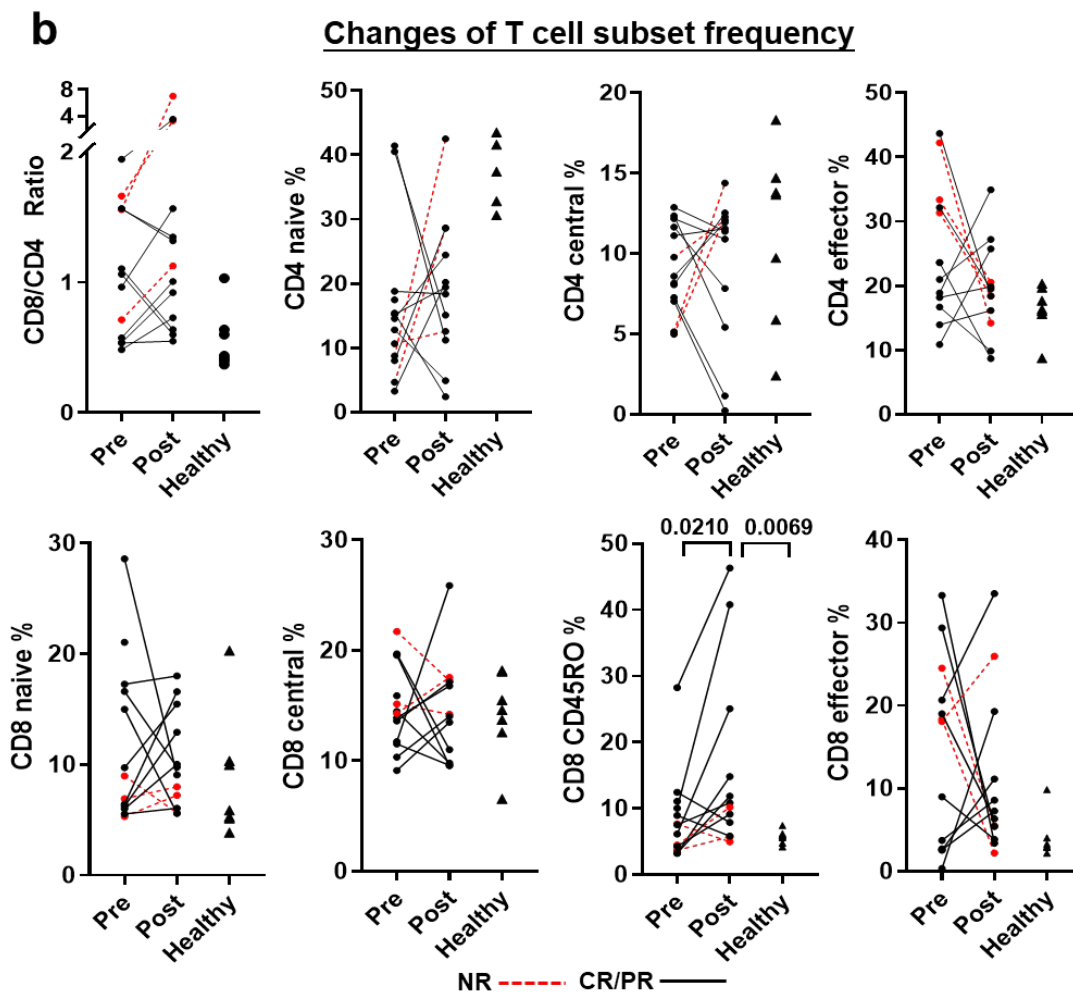 b
Changes of T cell subset frequency
CD8/CD4 Ratio
8
4
2
1
0
Pre
Post
Healthy
CD4 naive %
50
40
30
20
10
0
Pre
Post
Healthy
CD4 central %
20
15
10
5
0
Pre
Post
Healthy
CD4 effector %
50
40
30
20
10
0
Pre
Post
Healthy
CD8 naive %
30
20
10
0
Pre
Post
Healthy
CD8 central %
30
20
10
0
Pre
Post
Healthy
CD8 CD45RO %
0.0210 0.0069
50
40
30
20
10
0
Pre
Post
Healthy
CD8 effector %
40
30
20
10
0
Pre
Post
Healthy
NR CR/PR